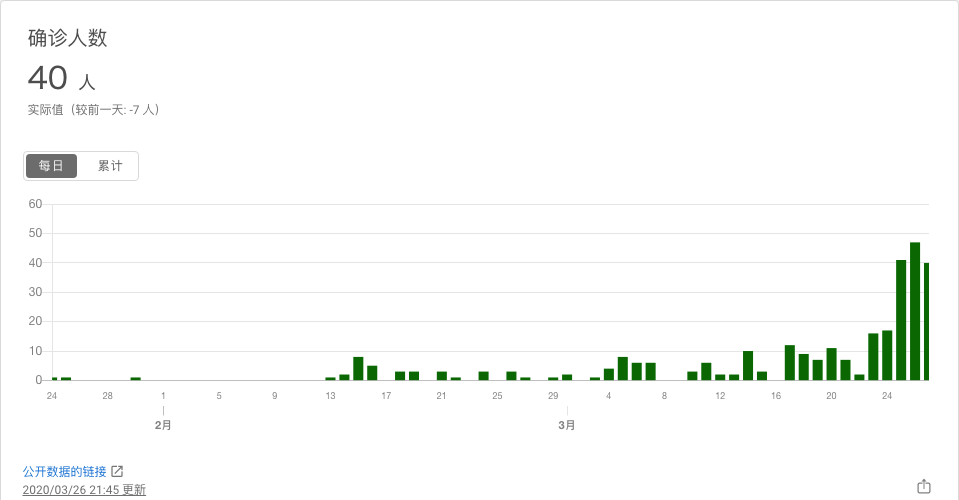 确诊人数
40 人
实际值（较前一天: -7 人）
每日 累计
60
50
40
30
20
10
0
24 28 1 5 9 13 17 21 25 29 4 8 12 16 20 24
2月 3月
公开数据的链接
2020/03/26 21:45 更新